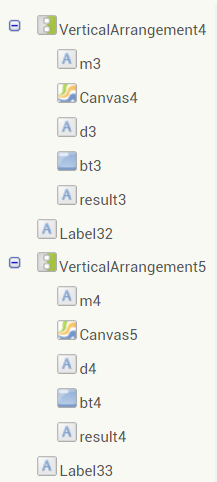 VerticalArrangement4
m3
Canvas4
d3
bt3
result3
Label32
VerticalArrangement5
m4
Canvas5
d4
bt4
result4
Label33